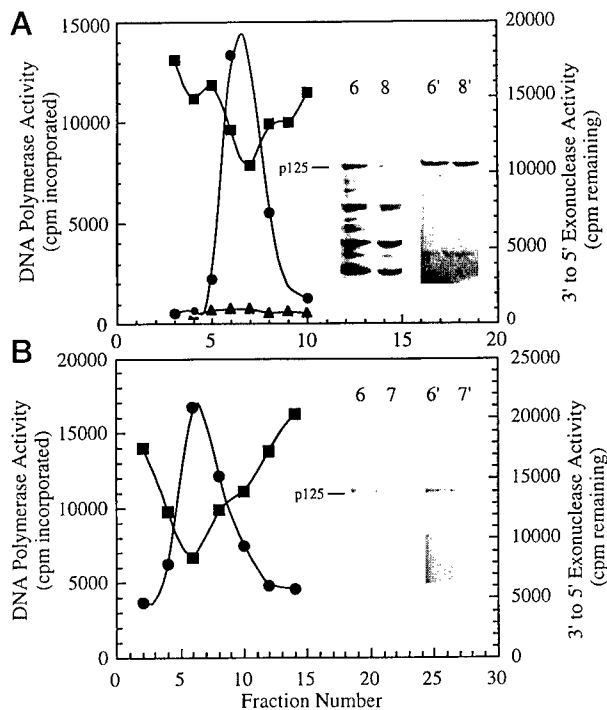 A
DNA Polymerase Activity
(cpm incorporated)
15000
10000
5000
0
20000
15000
10000
5000
0
3' to 5' Exonuclease Activity
(cpm remaining)
6 8 6' 8'
p125
0 5 10 15 20
B
DNA Polymerase Activity
(cpm incorporated)
20000
15000
10000
5000
0
25000
20000
15000
10000
5000
0
3' to 5' Exonuclease Activity
(cpm remaining)
6 7 6' 7'
p125
0 5 10 15 20 25 30
Fraction Number